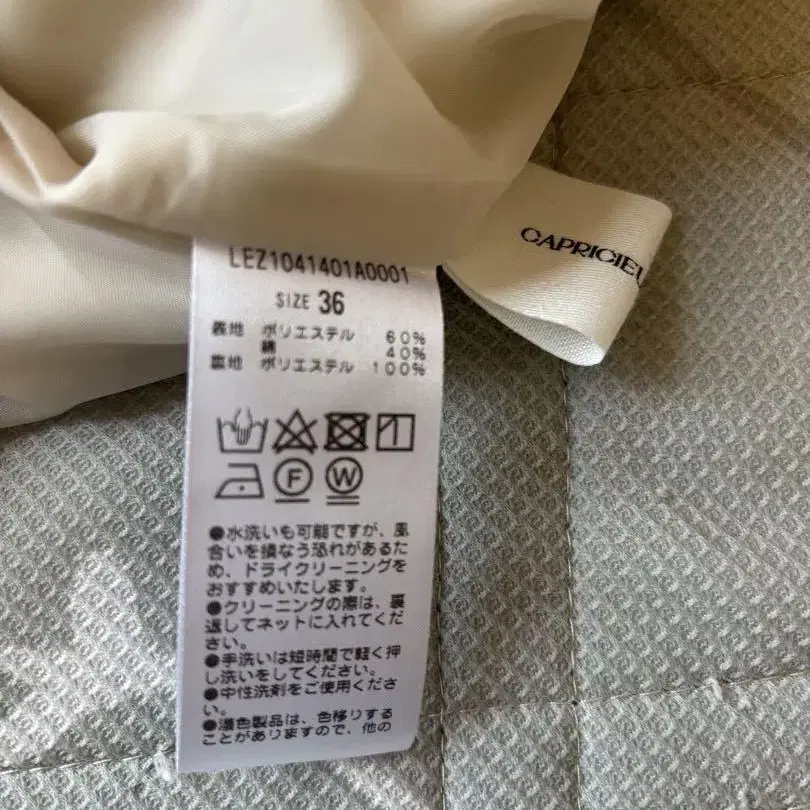 LEZ1041401A0001
SIZE 36
表地 ポリエステル 60%
綿 40%
裏地 ポリエステル 100%
F W
●水洗いも可能ですが、風
合いを損なう恐れがあるた
め、ドライクリーニングを
おすすめいたします。
●クリーニングの際は、裏
返してネットに入れてくだ
さい。
●手洗いは短時間で軽く押
し洗いをしてください。
●中性洗剤をご使用くださ
い。
●濃色製品は、色移りする
ことがありますので、他の
CAPRICIEU